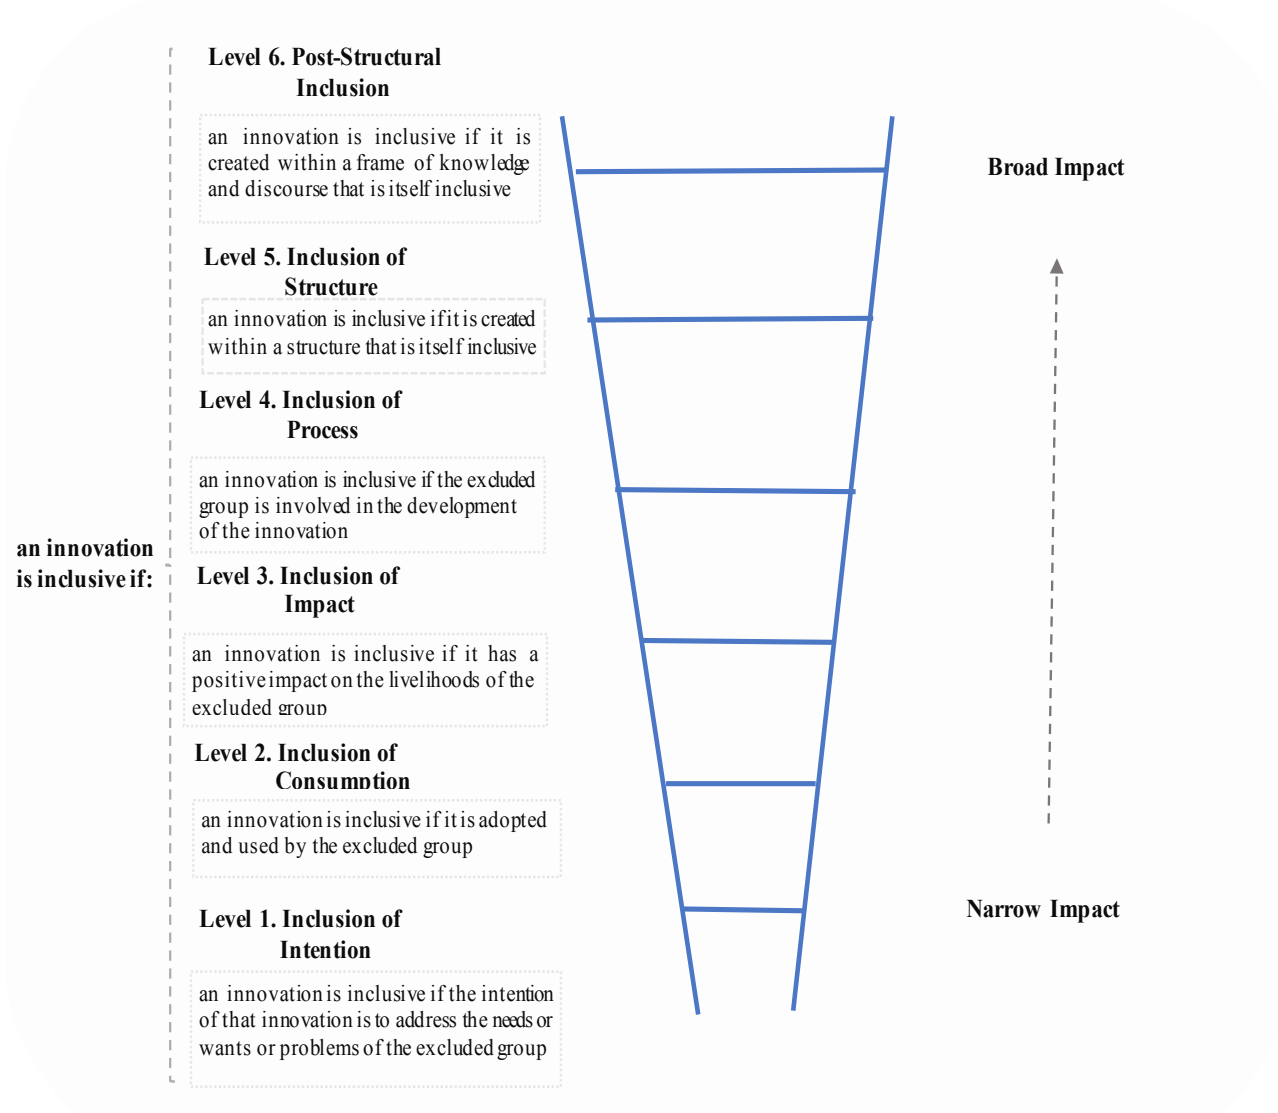 Level 6. Post-Structural
Inclusion
an innovation is inclusive if it is
created within a frame of knowledge
and discourse that is itself inclusive
Broad Impact
Level 5. Inclusion of
Structure
an innovation is inclusive if it is created
within a structure that is itself inclusive
Level 4. Inclusion of
Process
an innovation is inclusive if the excluded
group is involved in the development
of the innovation
an innovation
is inclusive if:
Level 3. Inclusion of
Impact
an innovation is inclusive if it has a
positive impact on the livelihoods of the
excluded group
Level 2. Inclusion of
Consumption
an innovation is inclusive if it is adopted
and used by the excluded group
Level 1. Inclusion of
Intention
Narrow Impact
an innovation is inclusive if the intention
of that innovation is to address the needs or
wants or problems of the excluded group